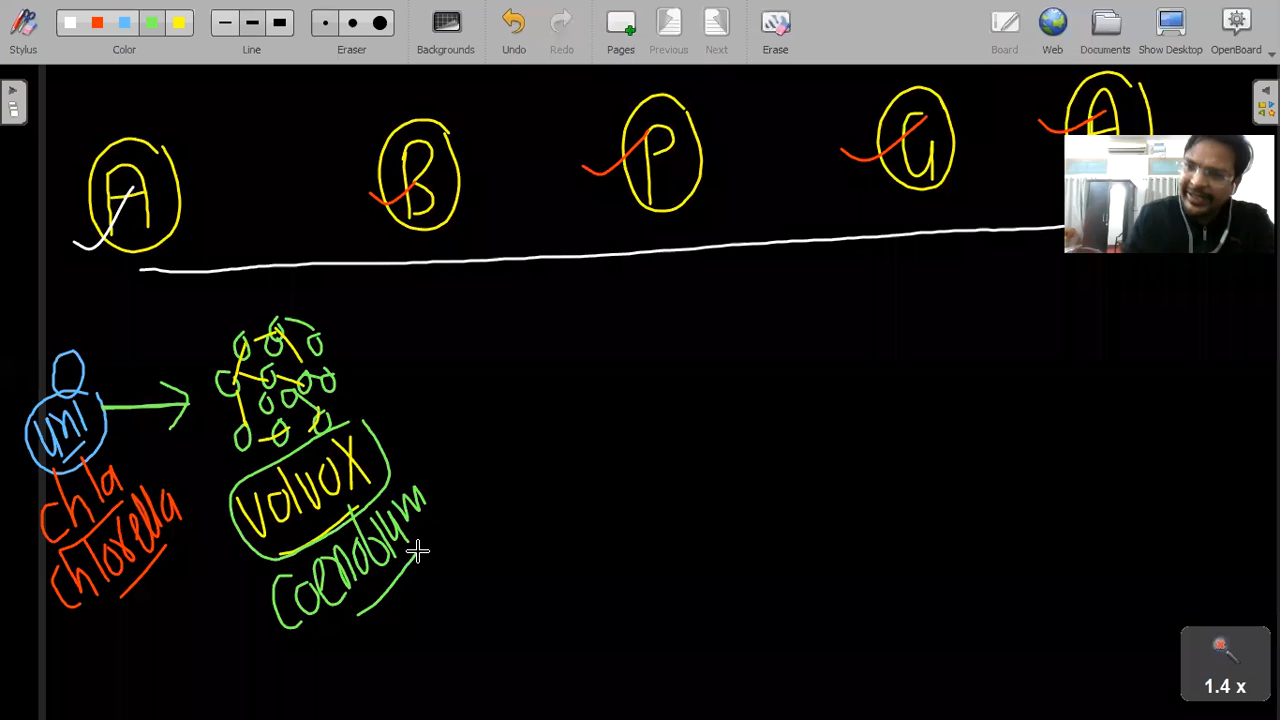 Stylus Color Line Eraser Backgrounds Undo Redo Pages Previous Next Erase Board Web Documents Show Desktop OpenBoard
A B P G A
uni
chla
chlorella
volvox
coenobium
1.4 x